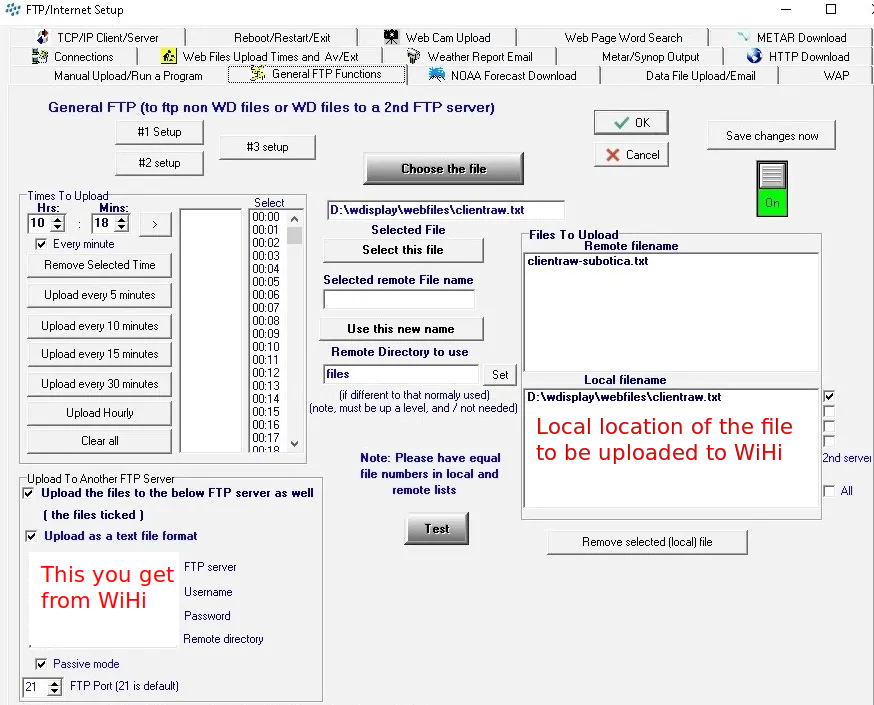 FTP/Internet Setup
TCP/IP Client/Server
Reboot/Restart/Exit
Web Cam Upload
Web Page Word Search
METAR Download
Connections
Web Files Upload Times and Av/Ext
Weather Report Email
Metar/Synop Output
HTTP Download
Manual Upload/Run a Program
General FTP Functions
NOAA Forecast Download
Data File Upload/Email
WAP
General FTP (to ftp non WD files or WD files to a 2nd FTP server)
#1 Setup
#2 setup
#3 setup
Choose the file
OK
Cancel
Save changes now
On
Times To Upload
Hrs:
Mins:
10
:
18
>
Every minute
Remove Selected Time
Upload every 5 minutes
Upload every 10 minutes
Upload every 15 minutes
Upload every 30 minutes
Upload Hourly
Clear all
Select
00:00
00:01
00:02
00:03
00:04
00:05
00:06
00:07
00:08
00:09
00:10
00:11
00:12
00:13
00:14
00:15
00:16
00:17
00:18
D:\wdisplay\webfiles\clientraw.txt
Selected File
Select this file
Selected remote File name
Use this new name
Remote Directory to use
files
Set
(if different to that normaly used)
(note, must be up a level, and / not needed)
Note: Please have equal
file numbers in local and
remote lists
Test
Files To Upload
Remote filename
clientraw-subotica.txt
Local filename
D:\wdisplay\webfiles\clientraw.txt
Local location of the file
to be uploaded to WiHi
2nd server
All
Remove selected (local) file
Upload To Another FTP Server
Upload the files to the below FTP server as well
( the files ticked )
Upload as a text file format
This you get
from WiHi
FTP server
Username
Password
Remote directory
Passive mode
21
FTP Port (21 is default)